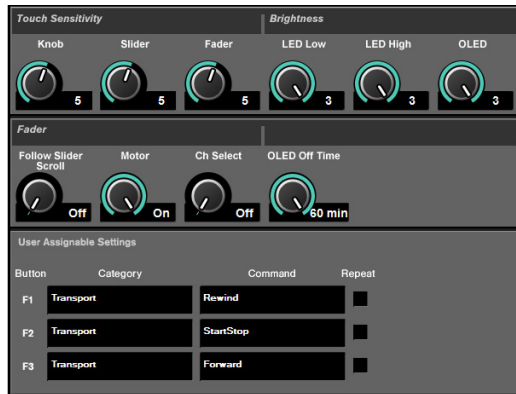 Touch Sensitivity Brightness
Knob Slider Fader LED Low LED High OLED
5 5 5 3 3 3
Fader
Follow Slider Scroll Motor Ch Select OLED Off Time
Off On Off 60 min
User Assignable Settings
Button Category Command Repeat
F1 Transport Rewind
F2 Transport StartStop
F3 Transport Forward